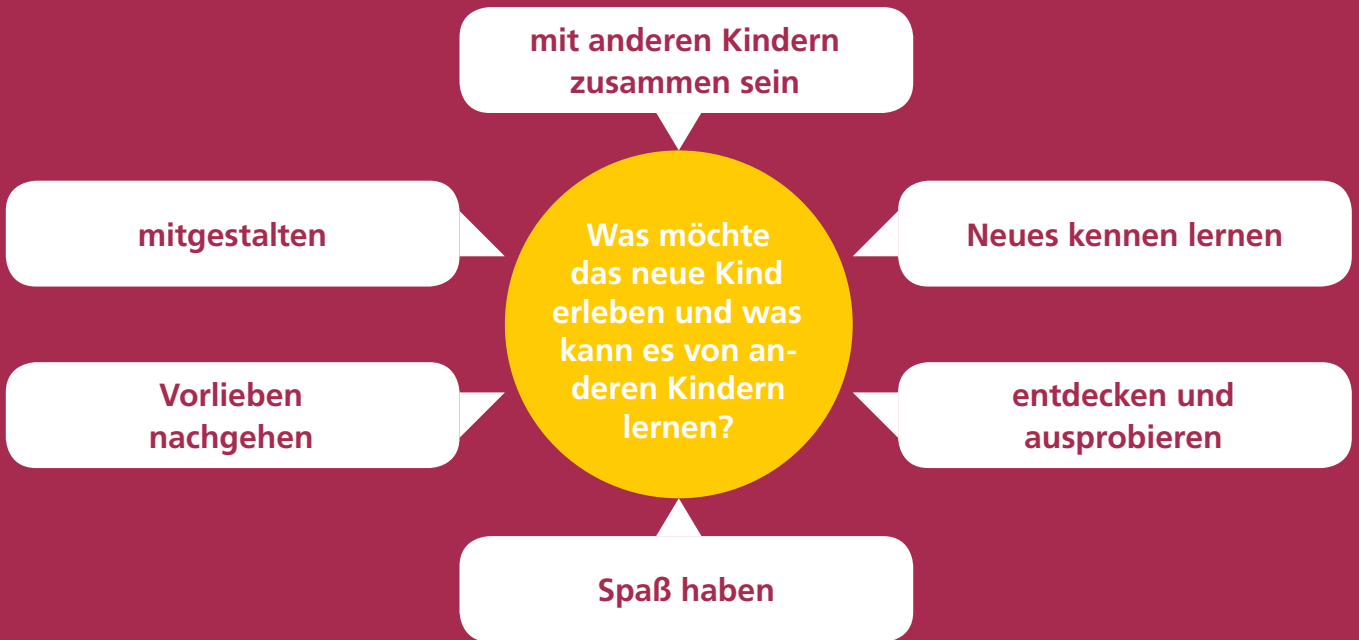 mit anderen Kindern
zusammen sein
mitgestalten
Neues kennen lernen
Was möchte
das neue Kind
erleben und was
kann es von an-
deren Kindern
lernen?
Vorlieben
nachgehen
entdecken und
ausprobieren
Spaß haben